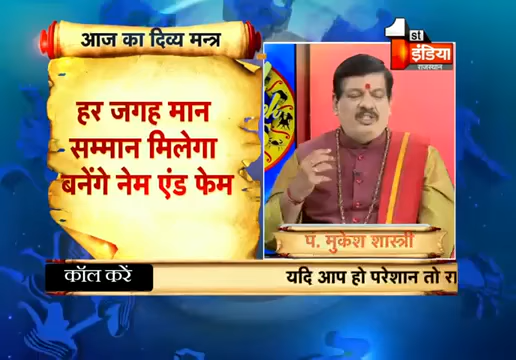 आज का दिव्य मन्त्र
1st
इंडिया
राजस्थान
हर जगह मान
सम्मान मिलेगा
बनेंगे नेम एंड फेम
प. मुकेश शास्त्री
कॉल करें
यदि आप हो परेशान तो